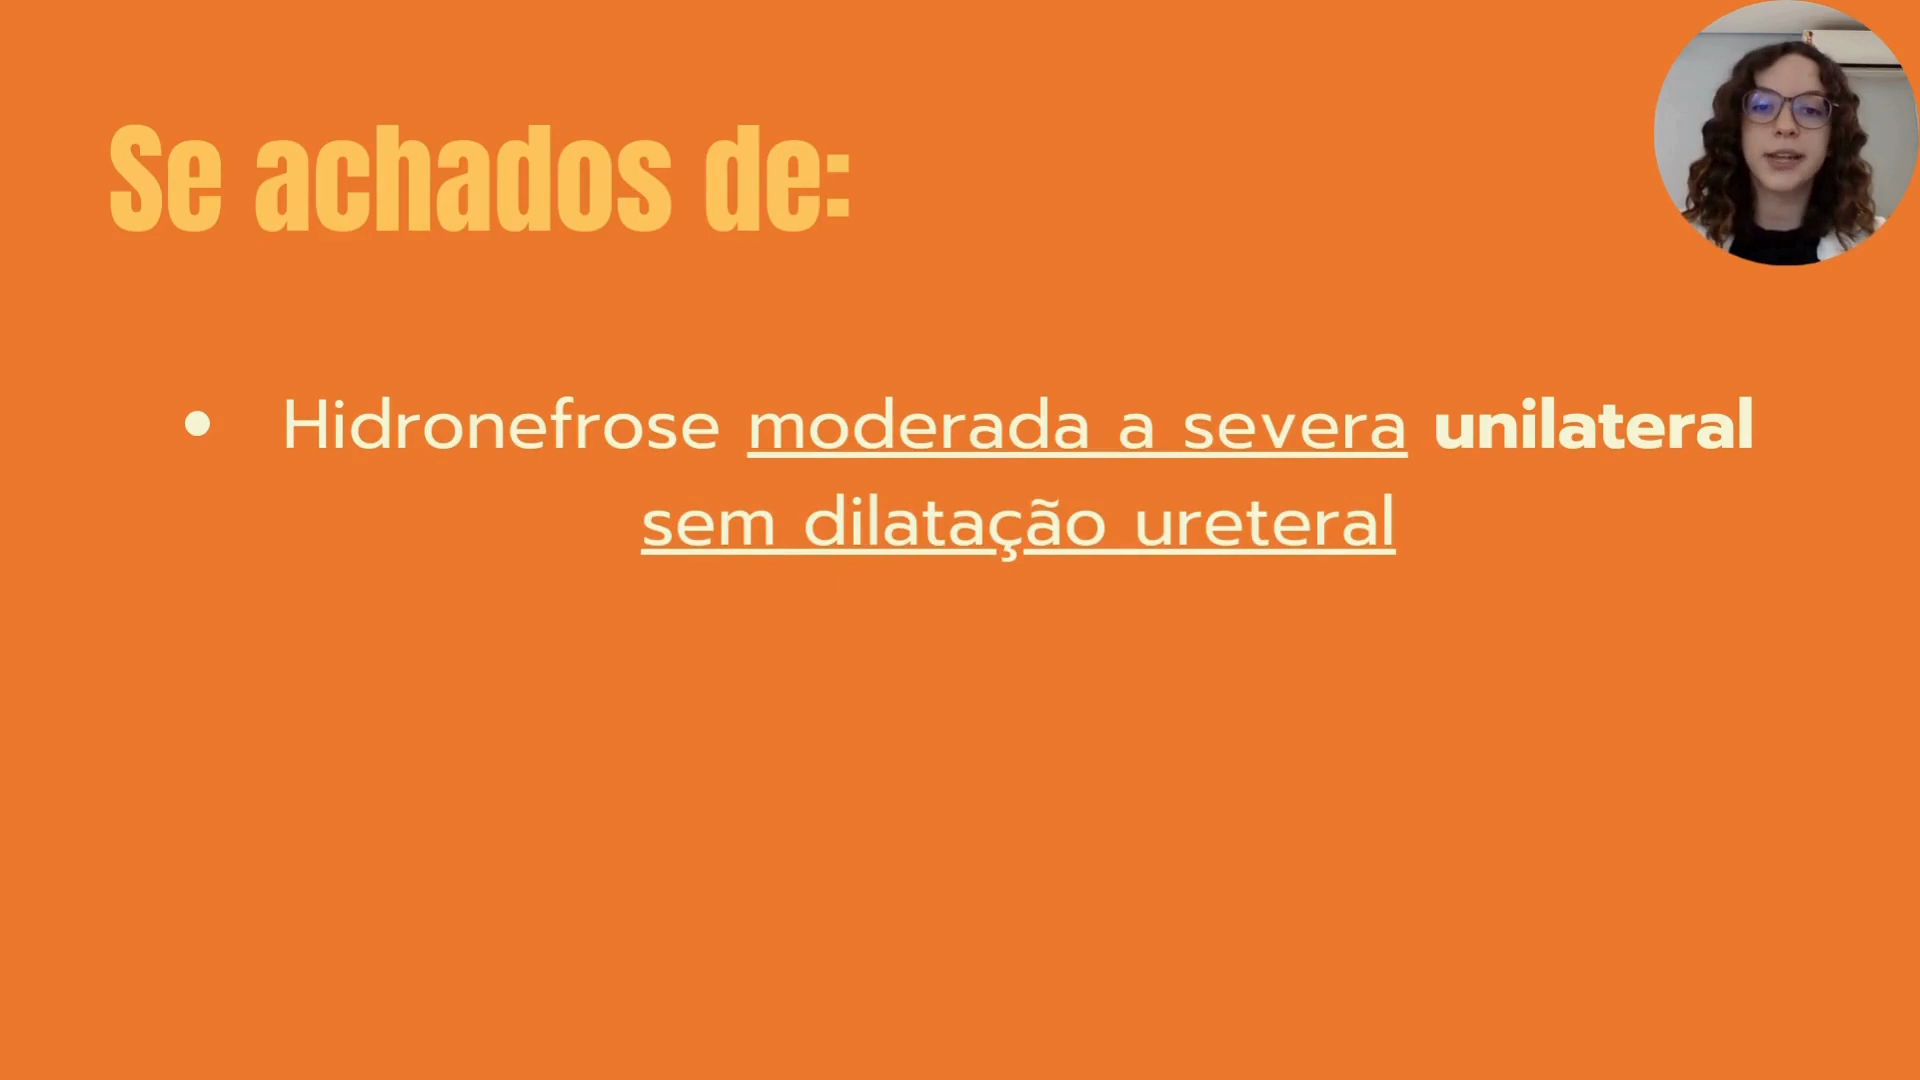 Se achados de:
• Hidronefrose moderada a severa unilateral
sem dilatação ureteral